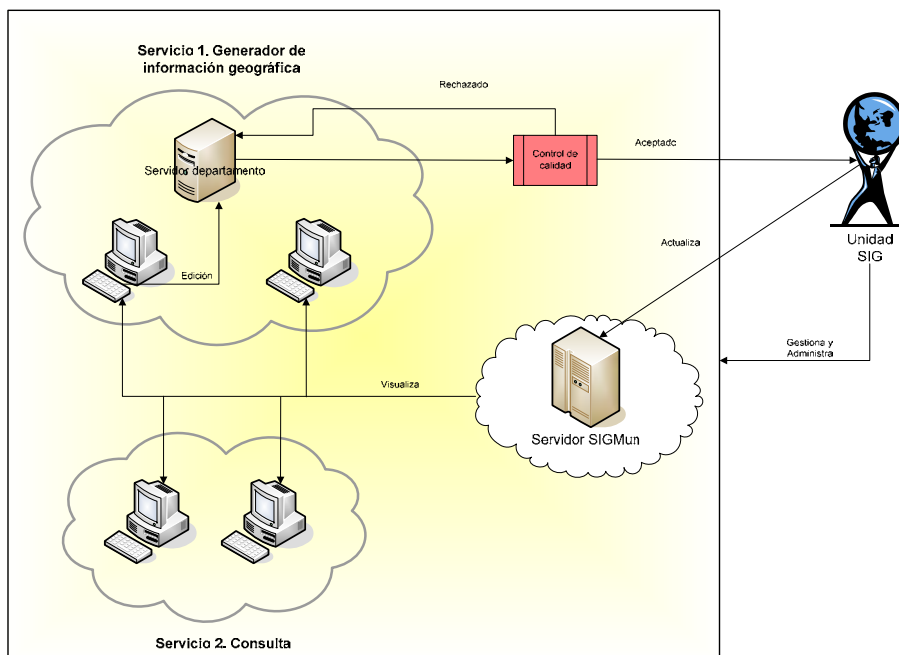 Servicio 1. Generador de
información geográfica
Rechazado
Servidor departamento
Control de
calidad
Aceptado
Unidad
SIG
Edición
Actualiza
Gestiona y
Administra
Visualiza
Servidor SIGMun
Servicio 2. Consulta